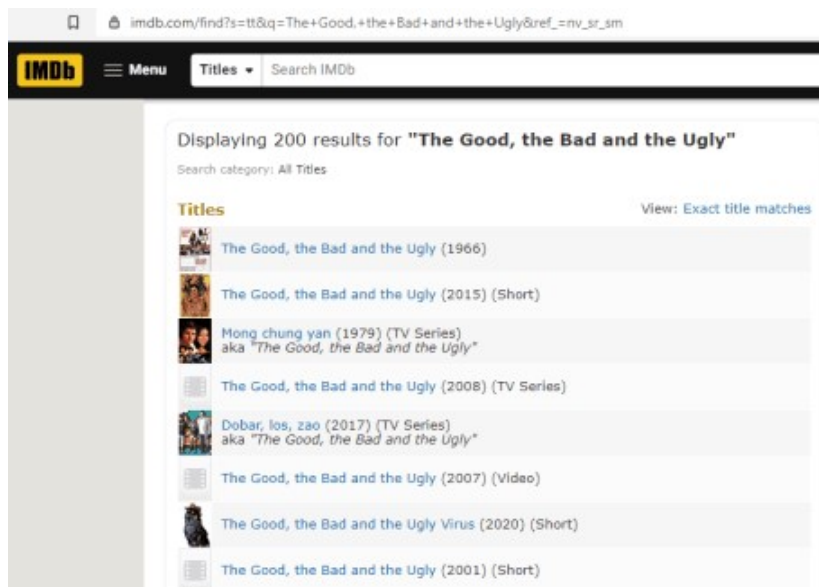 imdb.com/find?s=tt&q=The+Good,+the+Bad+and+the+Ugly&ref_=nv_sr_sm
IMDb Menu Titles Search IMDb
Displaying 200 results for "The Good, the Bad and the Ugly"
Search category: All Titles
Titles View: Exact title matches
The Good, the Bad and the Ugly (1966)
The Good, the Bad and the Ugly (2015) (Short)
Mong chung yan (1979) (TV Series)
aka "The Good, the Bad and the Ugly"
The Good, the Bad and the Ugly (2008) (TV Series)
Dobar, los, zao (2017) (TV Series)
aka "The Good, the Bad and the Ugly"
The Good, the Bad and the Ugly (2007) (Video)
The Good, the Bad and the Ugly Virus (2020) (Short)
The Good, the Bad and the Ugly (2001) (Short)